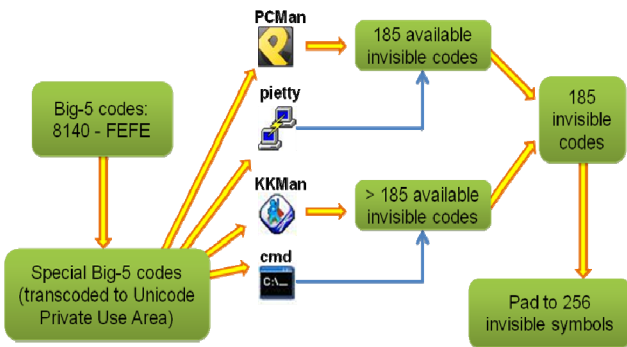 Big-5 codes:
8140 - FEFE
Special Big-5 codes
(transcoded to Unicode
Private Use Area)
PCMan
pietty
KKMan
cmd
C:\_
185 available
invisible codes
> 185 available
invisible codes
185
invisible
codes
Pad to 256
invisible symbols